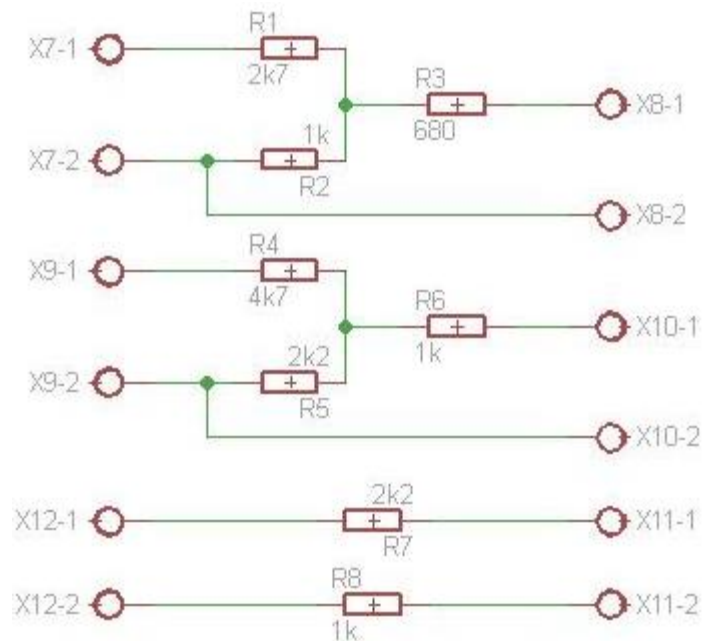 X7-1
R1
2k7
R3
680
X8-1
1k
X7-2
R2
X8-2
X9-1
R4
4k7
R6
1k
X10-1
2k2
X9-2
R5
X10-2
2k2
X12-1
R7
X11-1
R8
X12-2
1k
X11-2